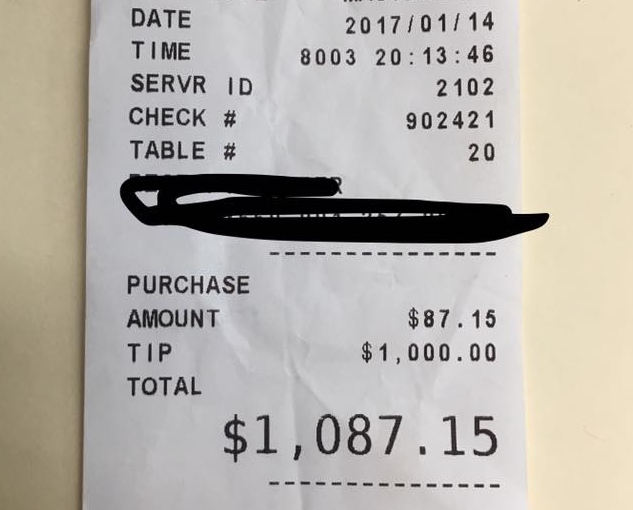 DATE 2017/01/14
TIME 8003 20:13:46
SERVR ID 2102
CHECK # 902421
TABLE # 20
PURCHASE
AMOUNT $87.15
TIP $1,000.00
TOTAL
$1,087.15